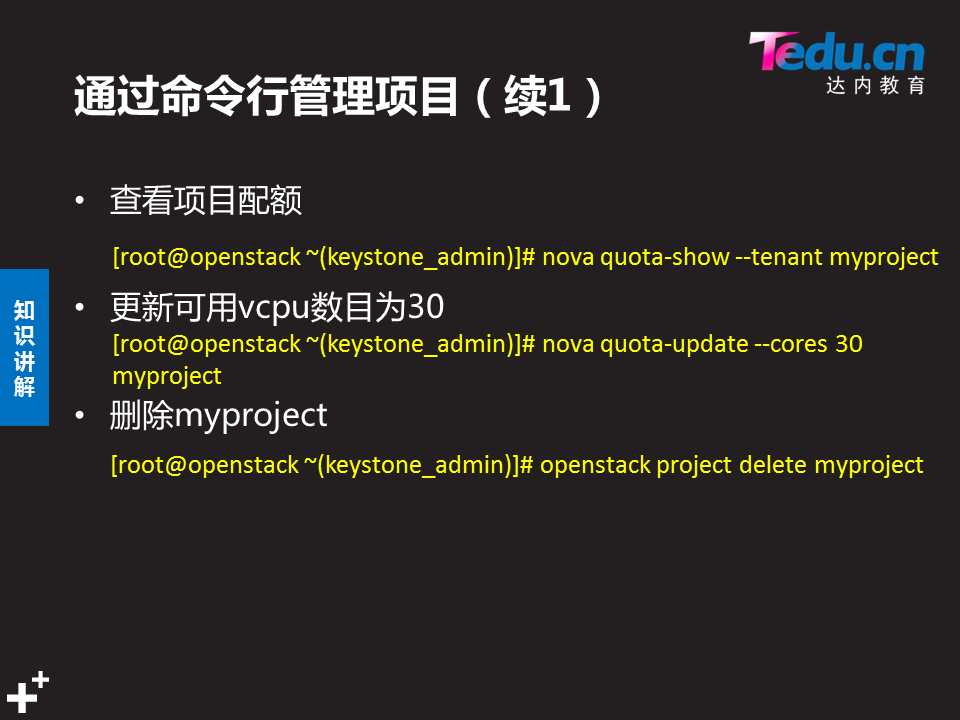 Tedu.cn
达内教育
通过命令行管理项目（续1）
• 查看项目配额
[root@openstack ~(keystone_admin)]# nova quota-show --tenant myproject
• 更新可用vcpu数目为30
[root@openstack ~(keystone_admin)]# nova quota-update --cores 30
myproject
• 删除myproject
[root@openstack ~(keystone_admin)]# openstack project delete myproject
知
识
讲
解